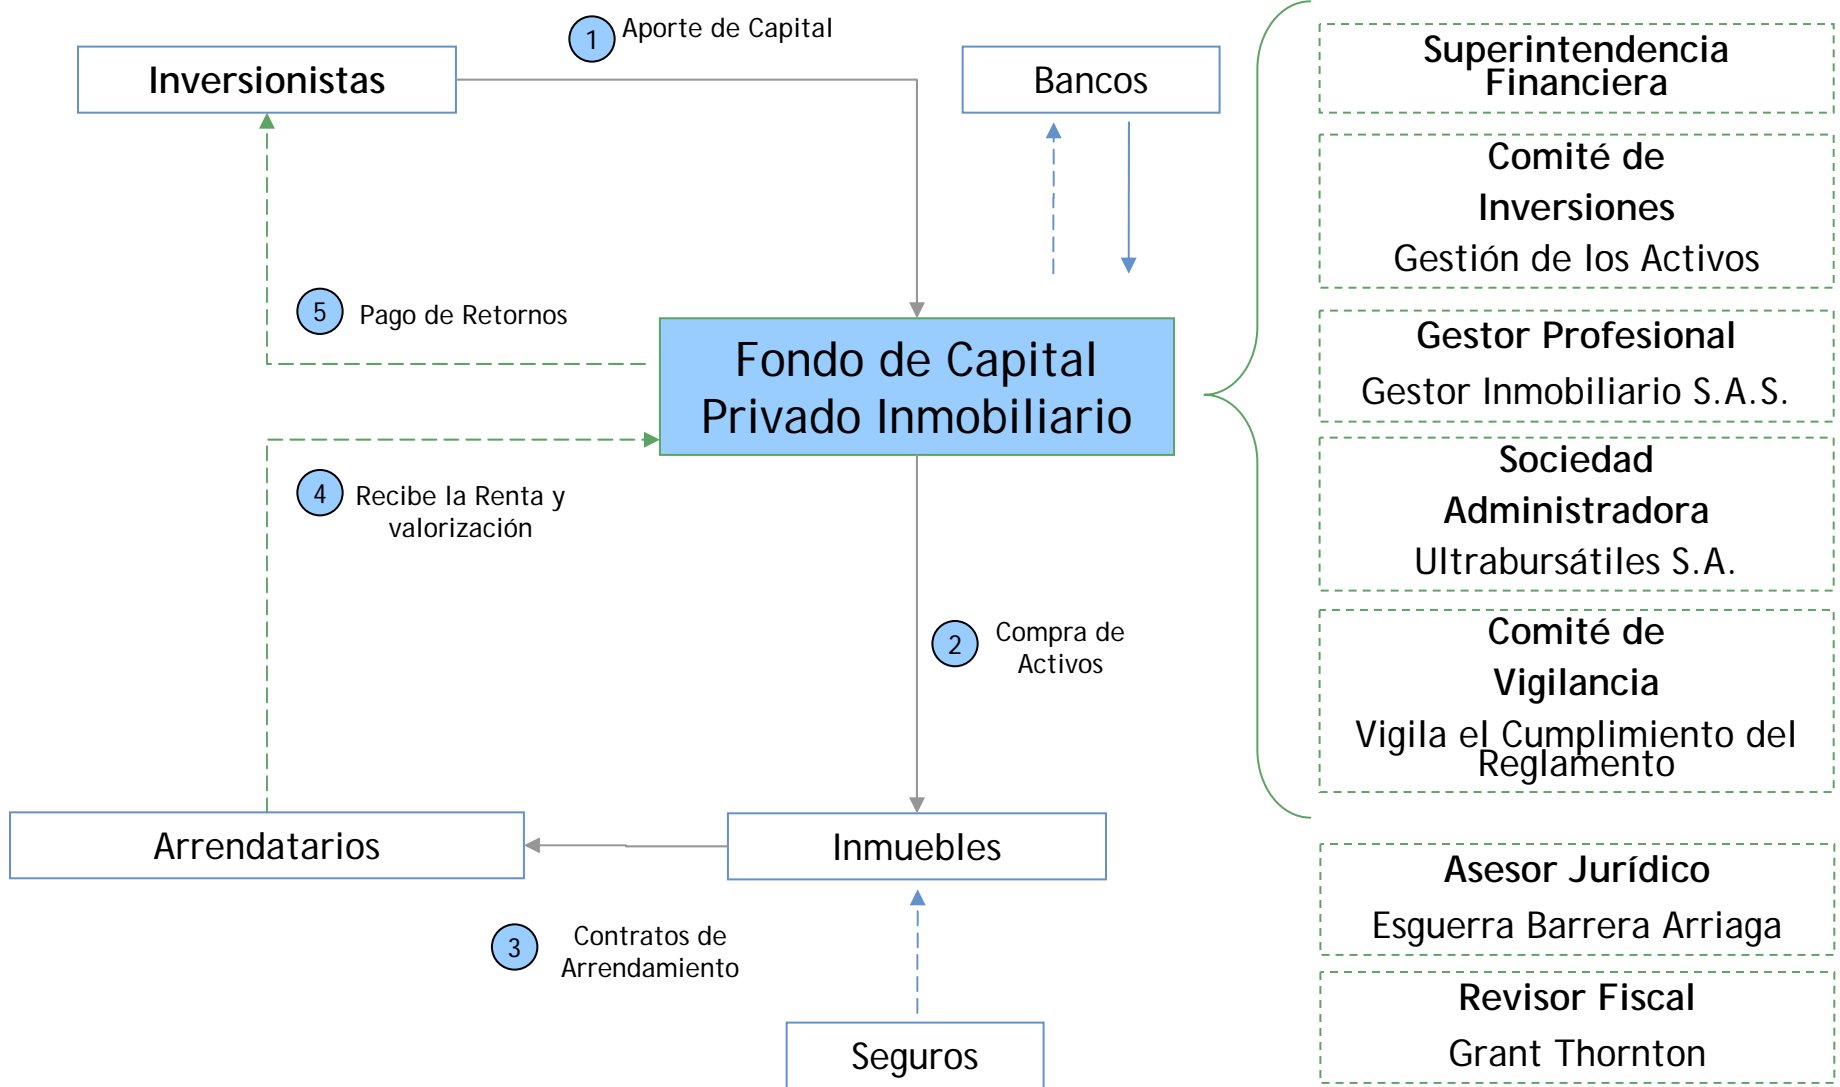 1
Aporte de Capital
Inversionistas
Bancos
5
Pago de Retornos
Fondo de Capital
Privado Inmobiliario
4
Recibe la Renta y
valorización
2
Compra de
Activos
Arrendatarios
Inmuebles
3
Contratos de
Arrendamiento
Seguros
Superintendencia
Financiera
Comité de
Inversiones
Gestión de los Activos
Gestor Profesional
Gestor Inmobiliario S.A.S.
Sociedad
Administradora
Ultrabursátiles S.A.
Comité de
Vigilancia
Vigila el Cumplimiento del
Reglamento
Asesor Jurídico
Esguerra Barrera Arriaga
Revisor Fiscal
Grant Thornton